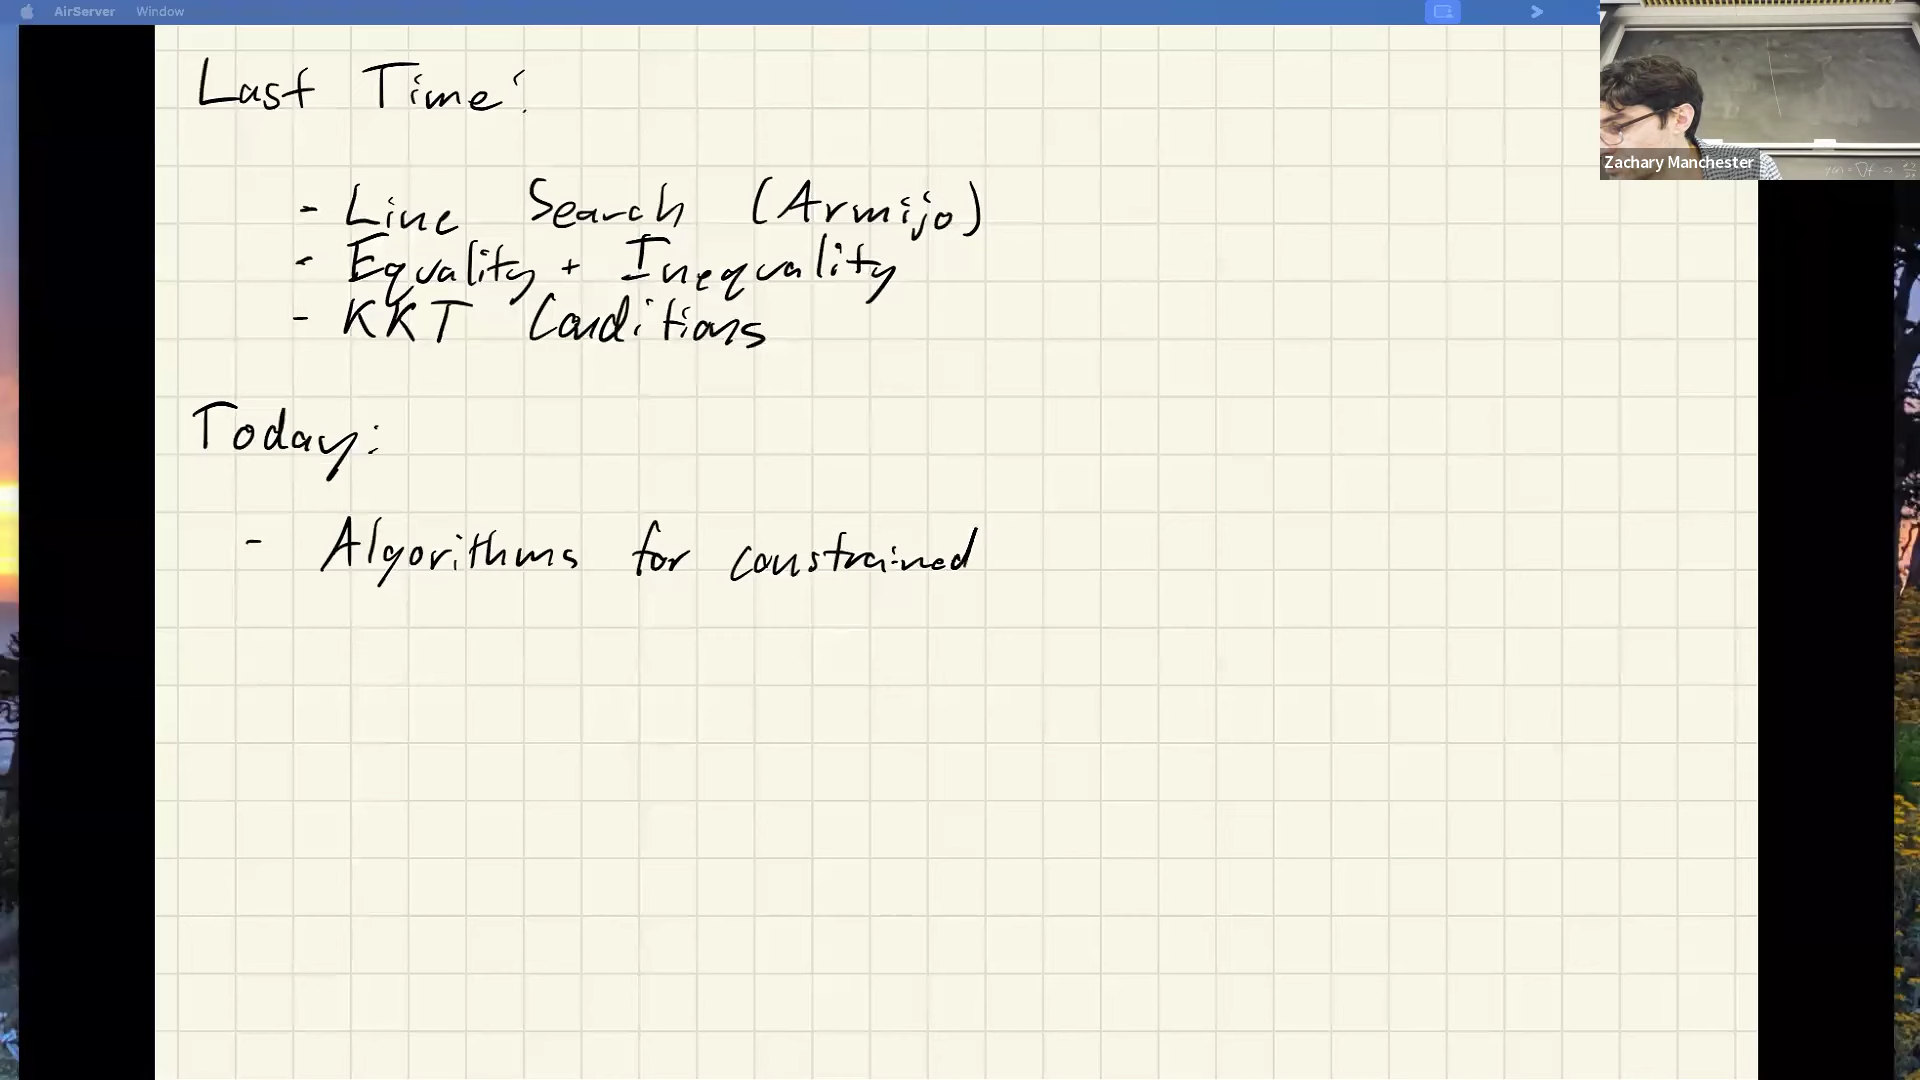 AirServer Window
Last Time:
- Line Search (Armijo)
- Equality + Inequality
- KKT Conditions
Today:
- Algorithms for constrained
Zachary Manchester